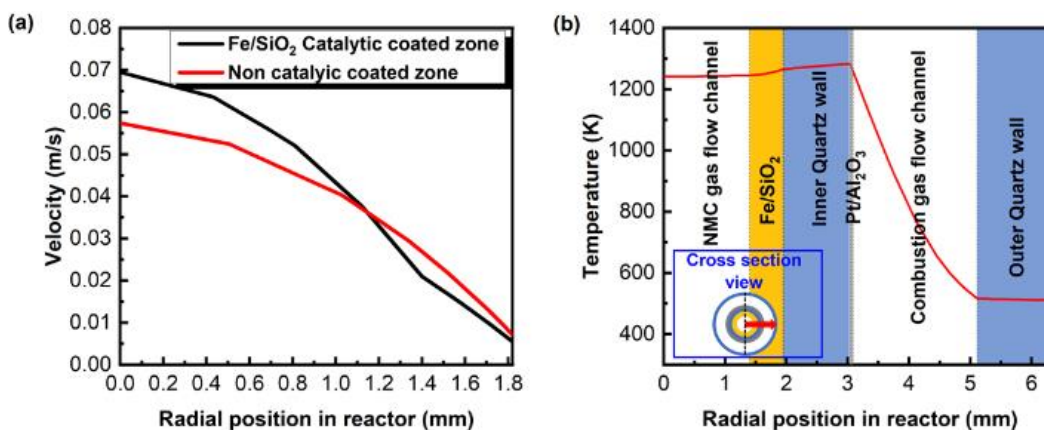 (a)
Fe/SiO2 Catalytic coated zone
Non catalyic coated zone
0.08
0.07
0.06
0.05
0.04
0.03
0.02
0.01
0.00
Velocity (m/s)
0.0 0.2 0.4 0.6 0.8 1.0 1.2 1.4 1.6 1.8
Radial position in reactor (mm)
(b)
1400
1200
1000
800
600
400
Temperature (K)
NMC gas flow channel
Fe/SiO2
Inner Quartz wall
Pt/Al2O3
Combustion gas flow channel
Outer Quartz wall
Cross section
view
0 1 2 3 4 5 6
Radial position in reactor (mm)